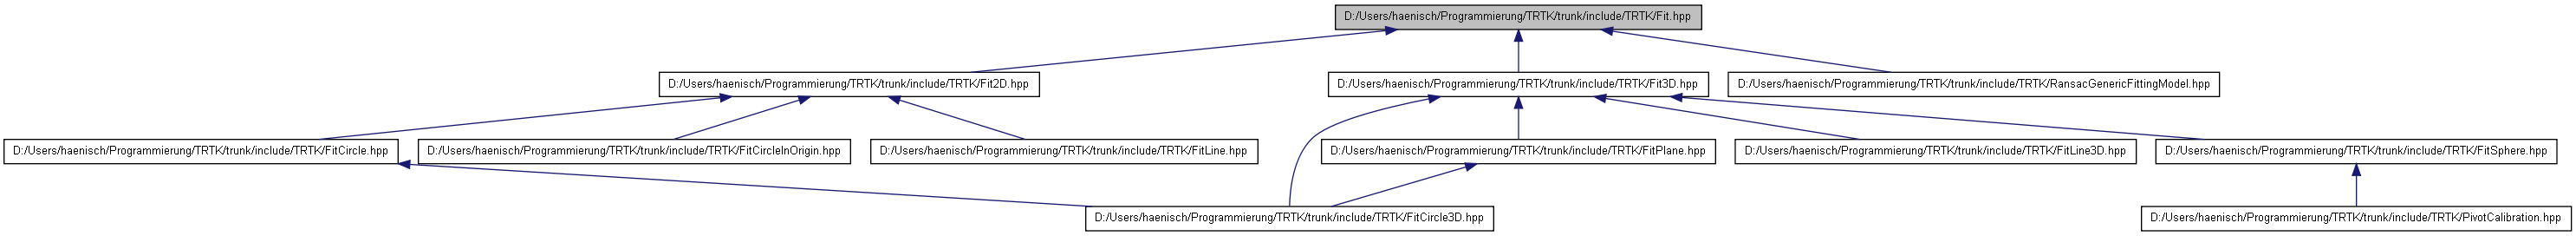 D:/Users/haenisch/Programmierung/TRTK/trunk/include/TRTK/Fit.hpp
D:/Users/haenisch/Programmierung/TRTK/trunk/include/TRTK/Fit2D.hpp
D:/Users/haenisch/Programmierung/TRTK/trunk/include/TRTK/Fit3D.hpp
D:/Users/haenisch/Programmierung/TRTK/trunk/include/TRTK/RansacGenericFittingModel.hpp
D:/Users/haenisch/Programmierung/TRTK/trunk/include/TRTK/FitCircle.hpp
D:/Users/haenisch/Programmierung/TRTK/trunk/include/TRTK/FitCircleInOrigin.hpp
D:/Users/haenisch/Programmierung/TRTK/trunk/include/TRTK/FitLine.hpp
D:/Users/haenisch/Programmierung/TRTK/trunk/include/TRTK/FitPlane.hpp
D:/Users/haenisch/Programmierung/TRTK/trunk/include/TRTK/FitLine3D.hpp
D:/Users/haenisch/Programmierung/TRTK/trunk/include/TRTK/FitSphere.hpp
D:/Users/haenisch/Programmierung/TRTK/trunk/include/TRTK/FitCircle3D.hpp
D:/Users/haenisch/Programmierung/TRTK/trunk/include/TRTK/PivotCalibration.hpp